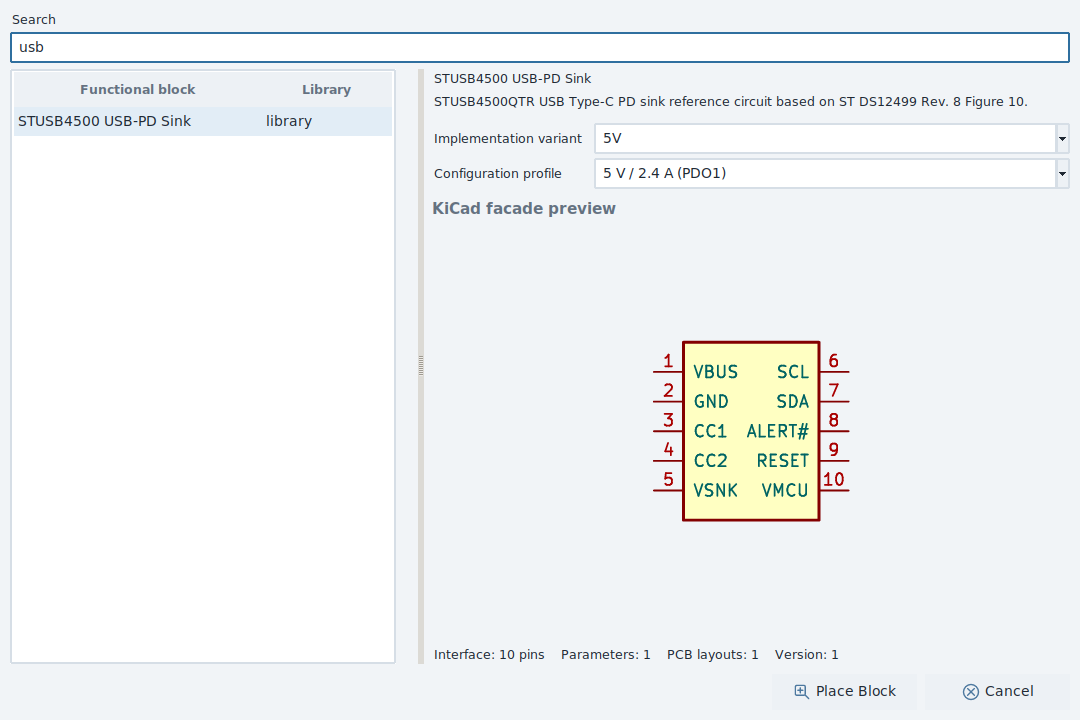 Search
usb
Functional block Library
STUSB4500 USB-PD Sink library
STUSB4500 USB-PD Sink
STUSB4500QTR USB Type-C PD sink reference circuit based on ST DS12499 Rev. 8 Figure 10.
Implementation variant 5V
Configuration profile 5 V / 2.4 A (PDO1)
KiCad facade preview
1 VBUS SCL 6
2 GND SDA 7
3 CC1 ALERT# 8
4 CC2 RESET 9
5 VSNK VMCU 10
Interface: 10 pins Parameters: 1 PCB layouts: 1 Version: 1
Place Block Cancel